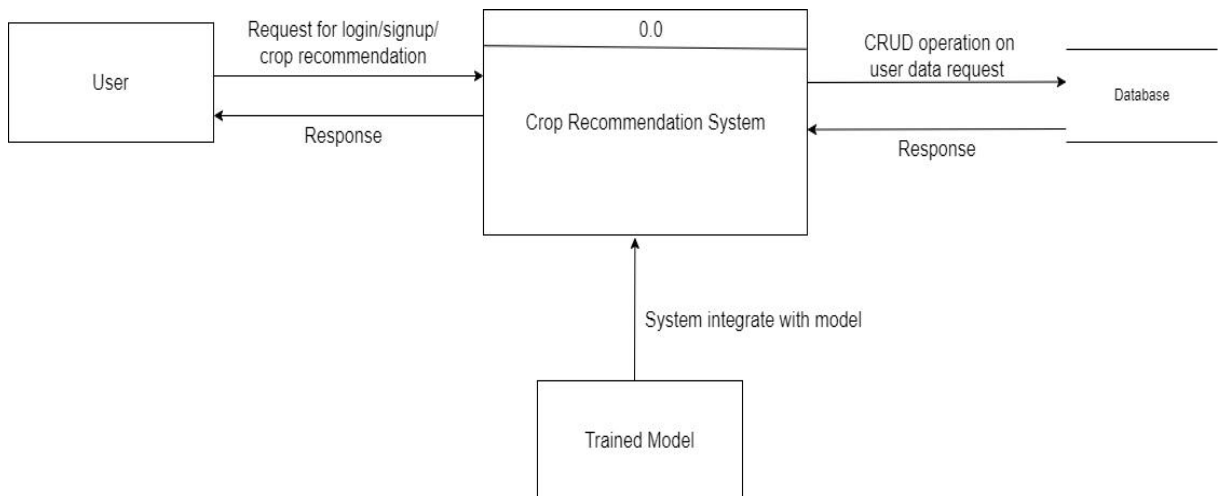 User
Request for login/signup/
crop recommendation
Response
0.0
Crop Recommendation System
CRUD operation on
user data request
Response
Database
System integrate with model
Trained Model